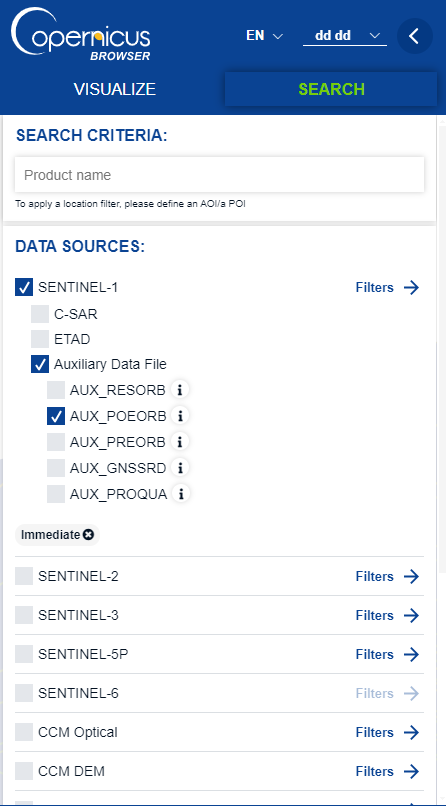 Copernicus
BROWSER
EN
dd dd
VISUALIZE
SEARCH
SEARCH CRITERIA:
Product name
To apply a location filter, please define an AOI/a POI
DATA SOURCES:
SENTINEL-1 Filters
C-SAR
ETAD
Auxiliary Data File
AUX_RESORB
AUX_POEORB
AUX_PREORB
AUX_GNSSRD
AUX_PROQUA
Immediate
SENTINEL-2 Filters
SENTINEL-3 Filters
SENTINEL-5P Filters
SENTINEL-6 Filters
CCM Optical Filters
CCM DEM Filters